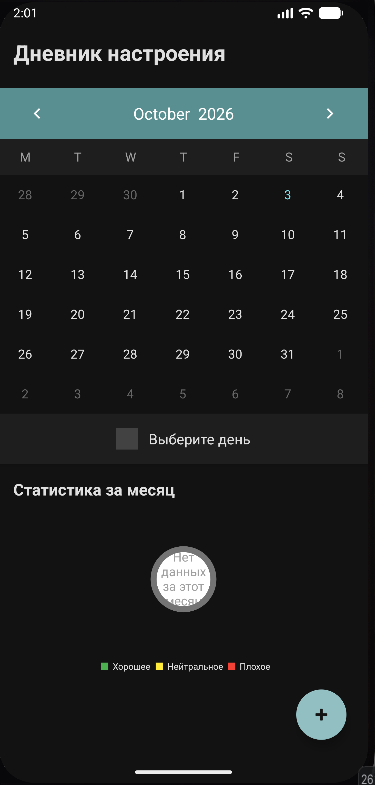 2:01
Дневник настроения
October 2026
M T W T F S S
28 29 30 1 2 3 4
5 6 7 8 9 10 11
12 13 14 15 16 17 18
19 20 21 22 23 24 25
26 27 28 29 30 31 1
2 3 4 5 6 7 8
Выберите день
Статистика за месяц
Нет
данных
за этот
месяц
Хорошее Нейтральное Плохое
+
26